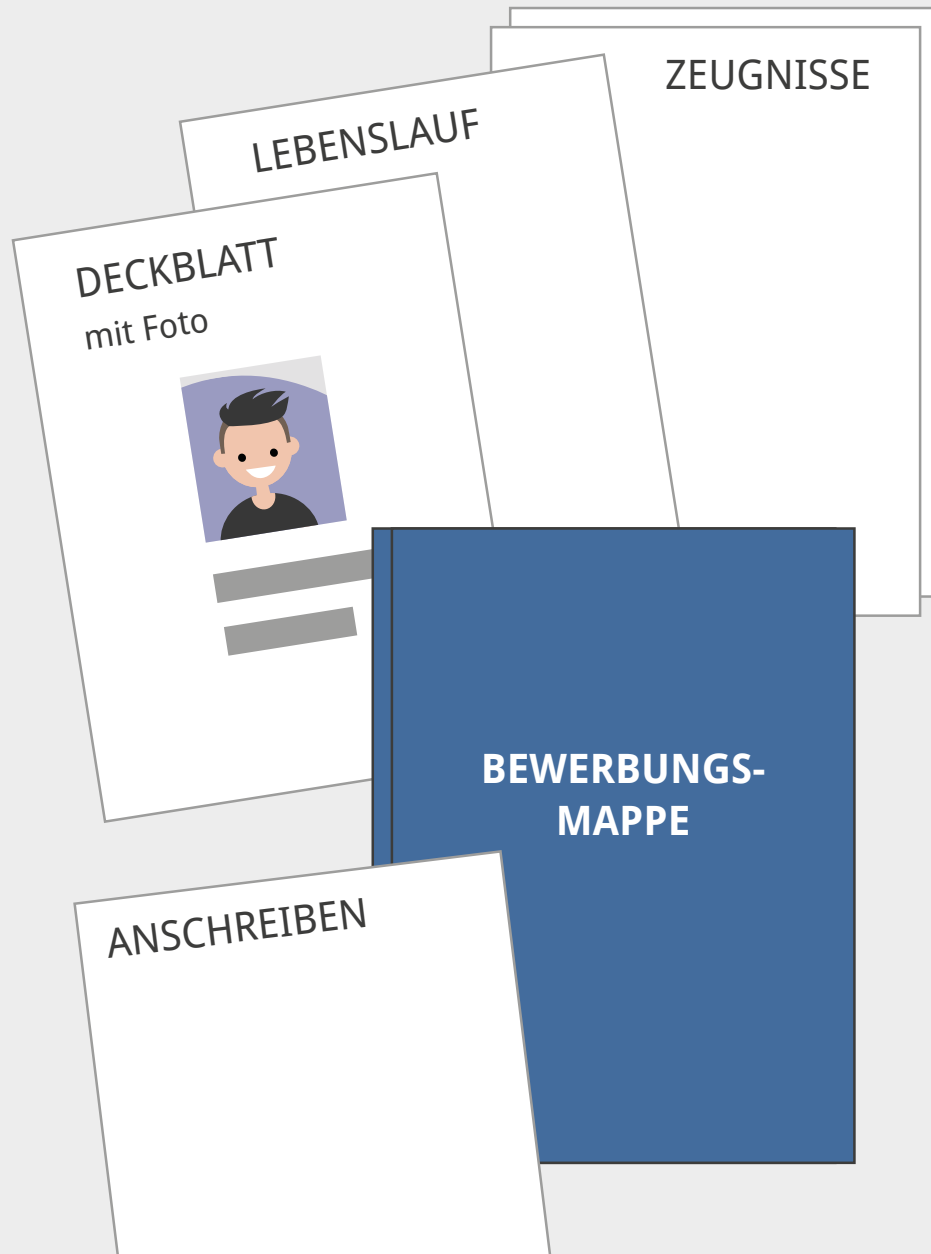 ZEUGNISSE
LEBENSLAUF
DECKBLATT
mit Foto
BEWERBUNGS-
MAPPE
ANSCHREIBEN